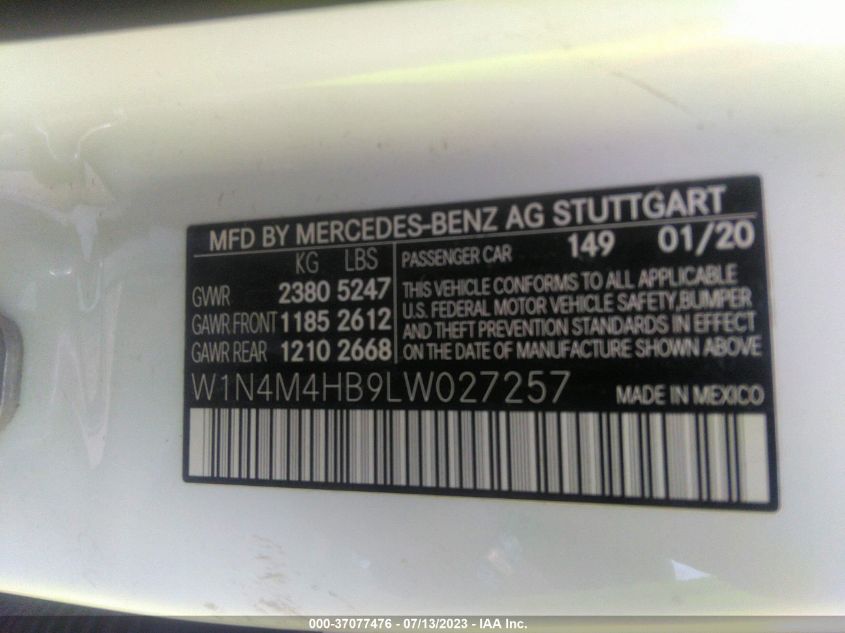 MFD BY MERCEDES-BENZ AG STUTTGART
KG LBS
GVWR 2380 5247
GAWR FRONT 1185 2612
GAWR REAR 1210 2668
PASSENGER CAR 149 01/20
THIS VEHICLE CONFORMS TO ALL APPLICABLE
U.S. FEDERAL MOTOR VEHICLE SAFETY,BUMPER
AND THEFT PREVENTION STANDARDS IN EFFECT
ON THE DATE OF MANUFACTURE SHOWN ABOVE
W1N4M4HB9LW027257 MADE IN MEXICO
000-37077476 - 07/13/2023 - IAA Inc.